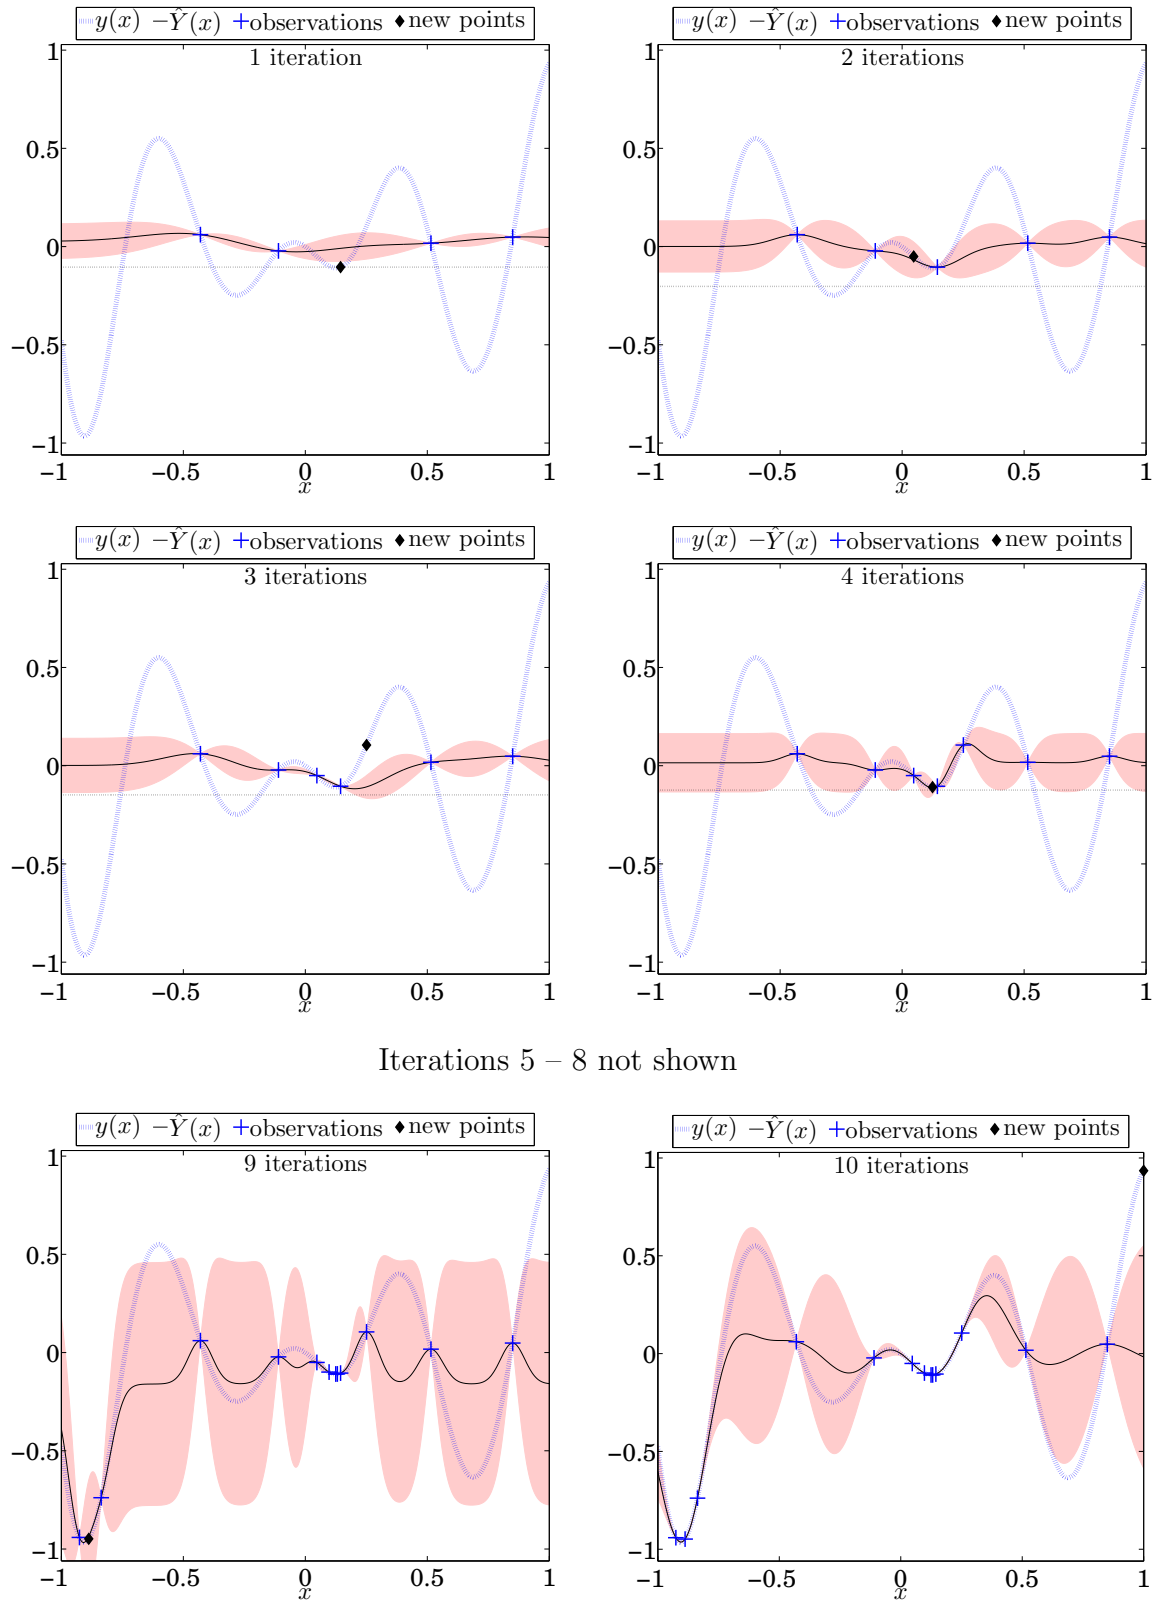 y(x) −Ŷ(x) observations new points
1 iteration
1
0.5
0
−0.5
−1
−1 −0.5 0 0.5 1
x
y(x) −Ŷ(x) observations new points
2 iterations
1
0.5
0
−0.5
−1
−1 −0.5 0 0.5 1
x
y(x) −Ŷ(x) observations new points
3 iterations
1
0.5
0
−0.5
−1
−1 −0.5 0 0.5 1
x
y(x) −Ŷ(x) observations new points
4 iterations
1
0.5
0
−0.5
−1
−1 −0.5 0 0.5 1
x
Iterations 5 – 8 not shown
y(x) −Ŷ(x) observations new points
9 iterations
1
0.5
0
−0.5
−1
−1 −0.5 0 0.5 1
x
y(x) −Ŷ(x) observations new points
10 iterations
1
0.5
0
−0.5
−1
−1 −0.5 0 0.5 1
x